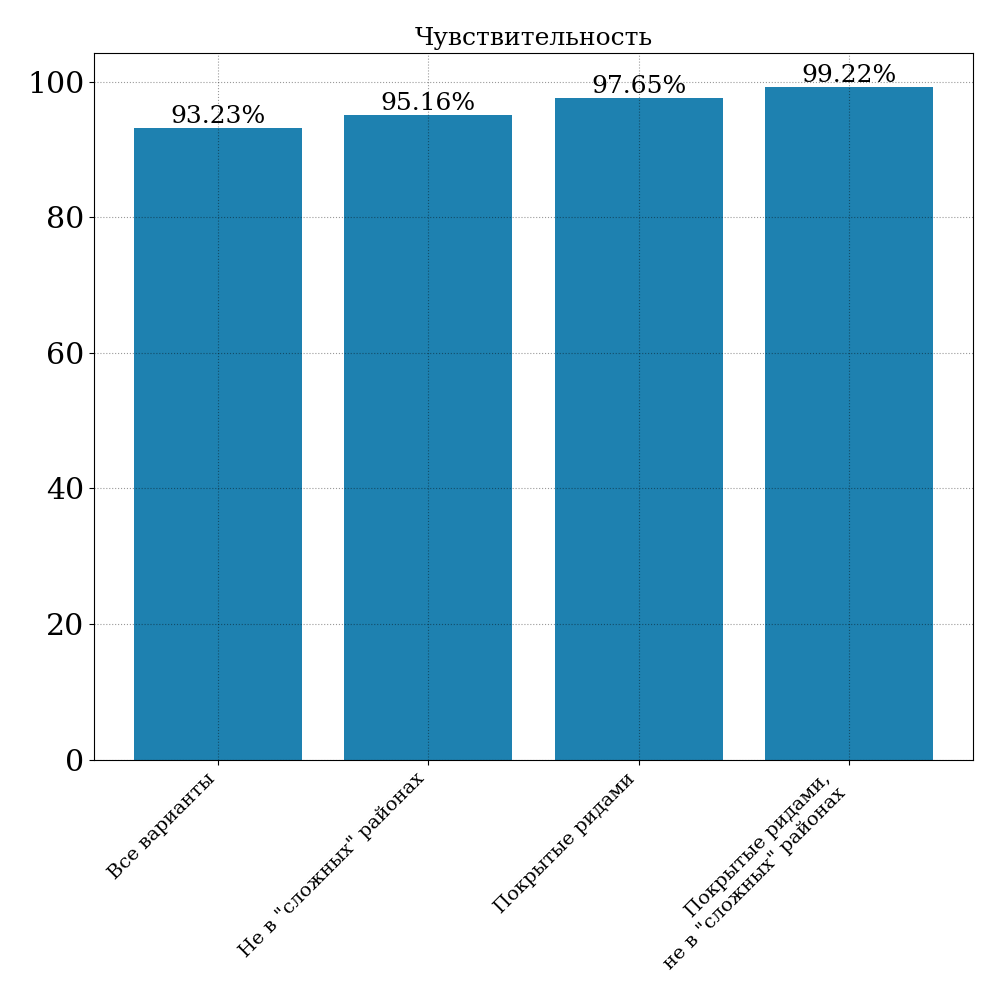 Чувствительность
100
80
60
40
20
0
93.23%
95.16%
97.65%
99.22%
Все варианты
Не в "сложных" районах
Покрытые ридами
Покрытые ридами,
не в "сложных" районах